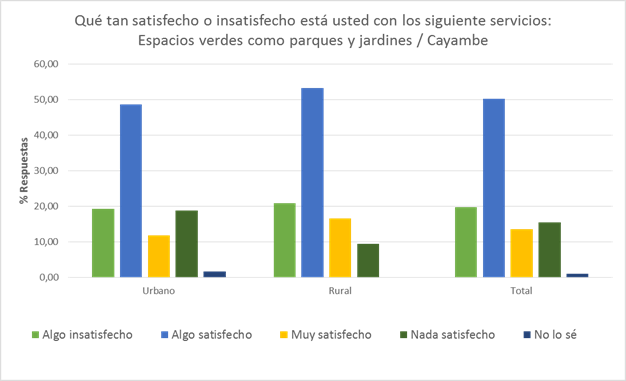 Qué tan satisfecho o insatisfecho está usted con los siguiente servicios:
Espacios verdes como parques y jardines / Cayambe
% Respuestas
60,00
50,00
40,00
30,00
20,00
10,00
0,00
Urbano Rural Total
Algo insatisfecho Algo satisfecho Muy satisfecho Nada satisfecho No lo sé